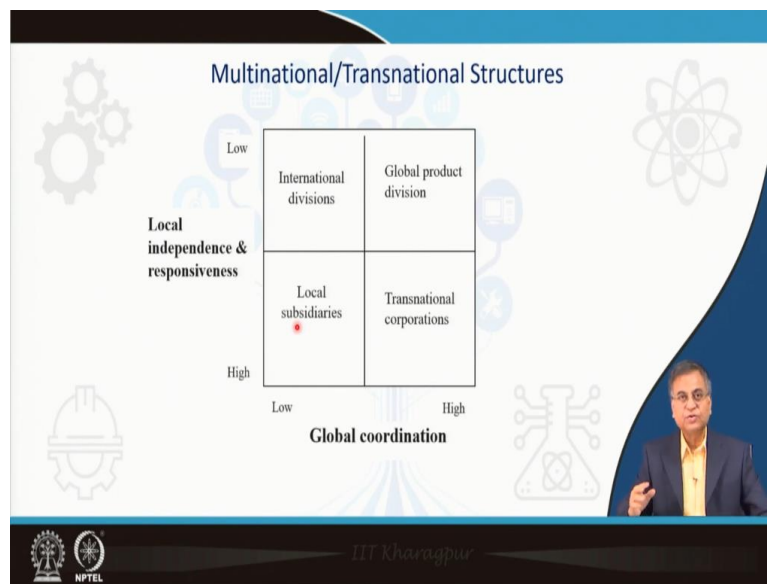 Multinational/Transnational Structures
Low
International
divisions
Global product
division
Local
independence &
responsiveness
Local
subsidiaries
Transnational
corporations
High
Low
High
Global coordination
NPTEL
IIT Kharagpur